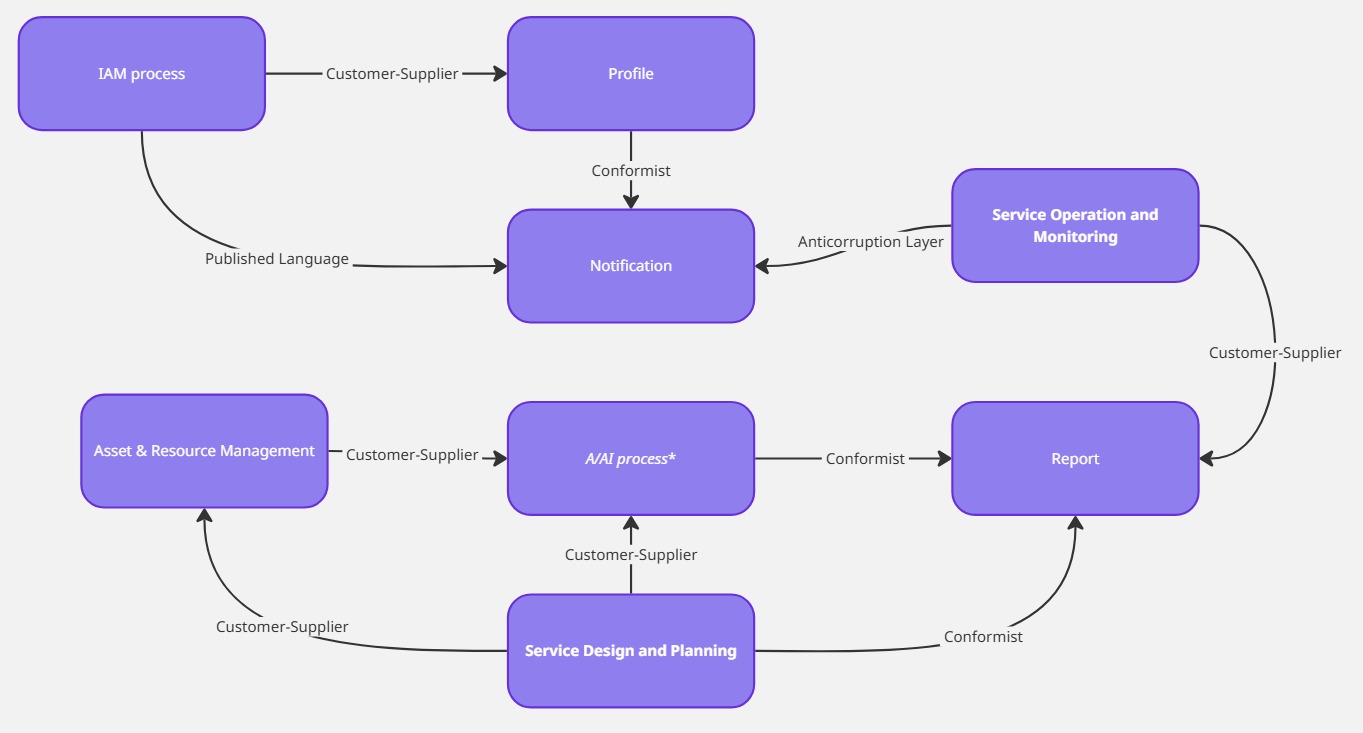 IAM process
Customer-Supplier
Profile
Conformist
Service Operation and
Monitoring
Anticorruption Layer
Published Language
Notification
Customer-Supplier
Asset & Resource Management
Customer-Supplier
A/AI process*
Conformist
Report
Customer-Supplier
Customer-Supplier
Conformist
Service Design and Planning